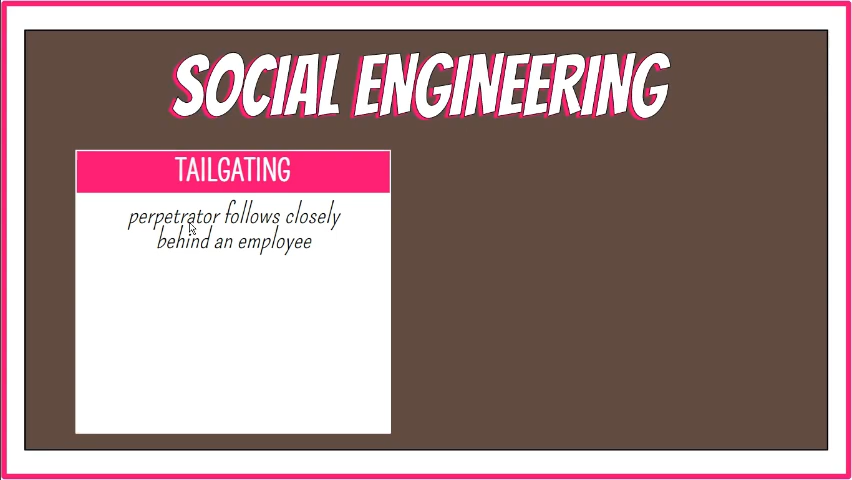 SOCIAL ENGINEERING
TAILGATING
perpetrator follows closely
behind an employee